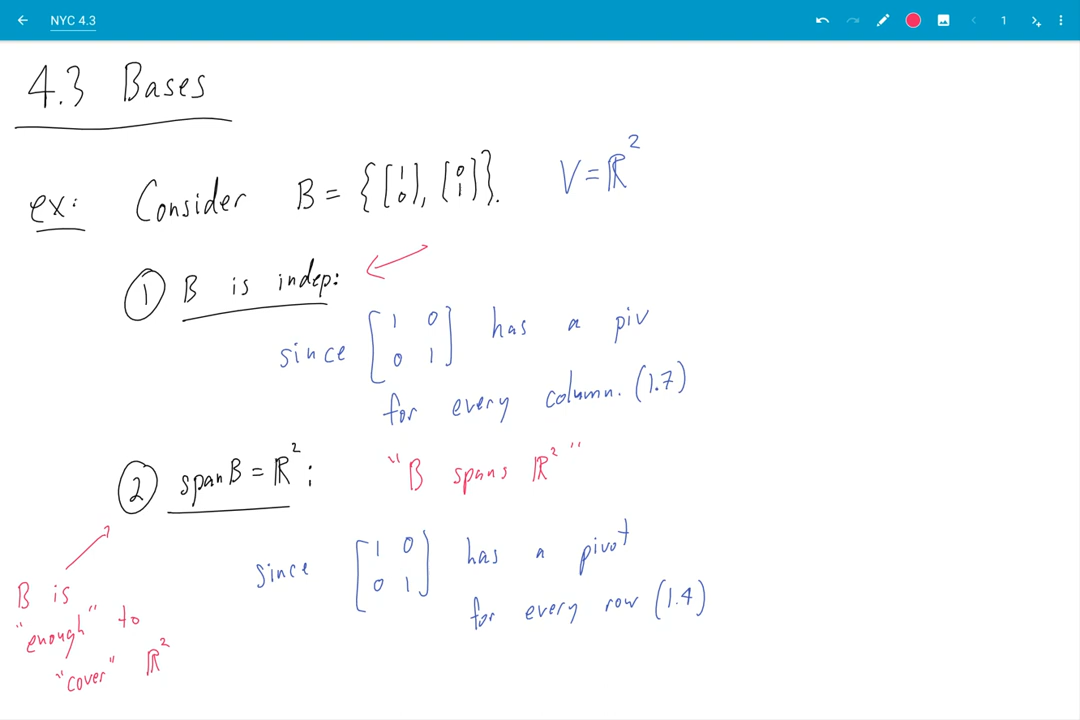 NYC 4.3
1
4.3 Bases
ex: Consider B = {[1 0], [0 1]}. V = ℝ²
① B is indep:
since [1 0
0 1] has a piv
for every column. (1.7)
② span B = ℝ²: "B spans ℝ²"
since [1 0
0 1] has a pivot
for every row (1.4)
B is
"enough" to
"cover" ℝ²